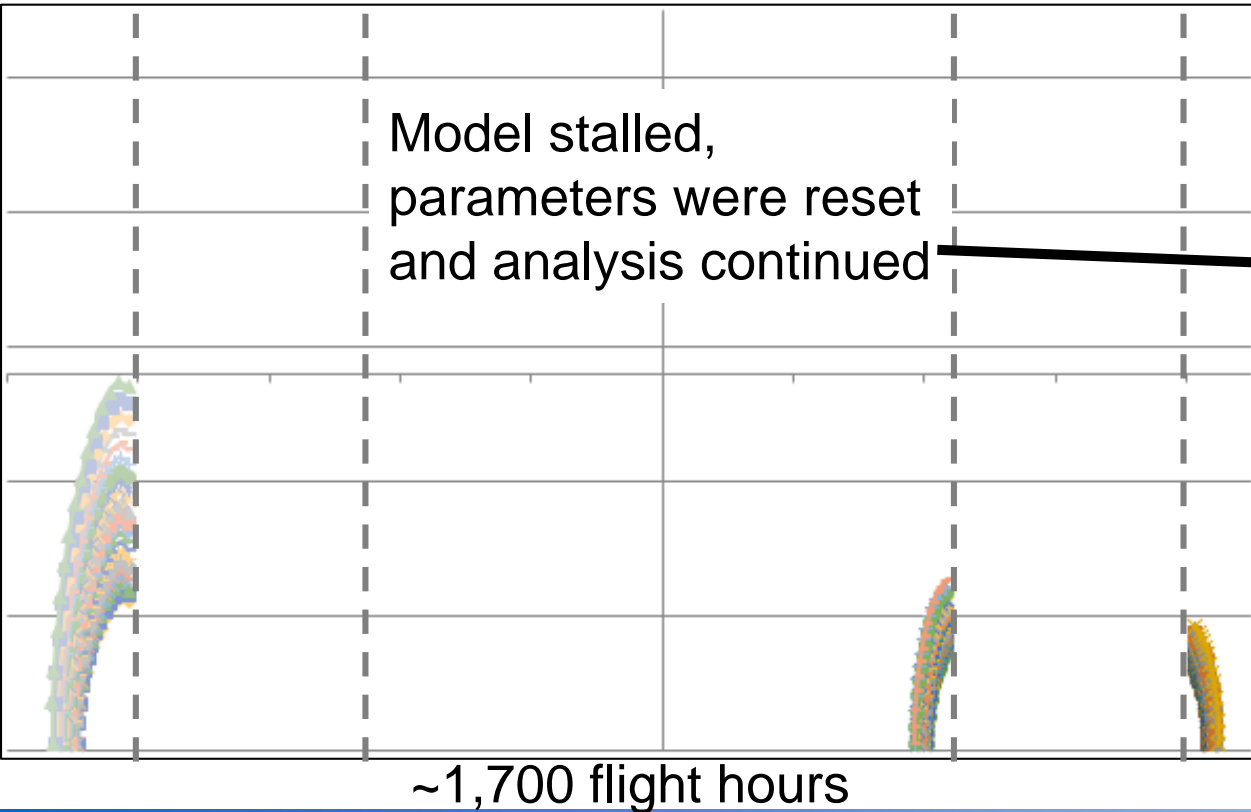 Model stalled,
parameters were reset
and analysis continued
~1,700 flight hours